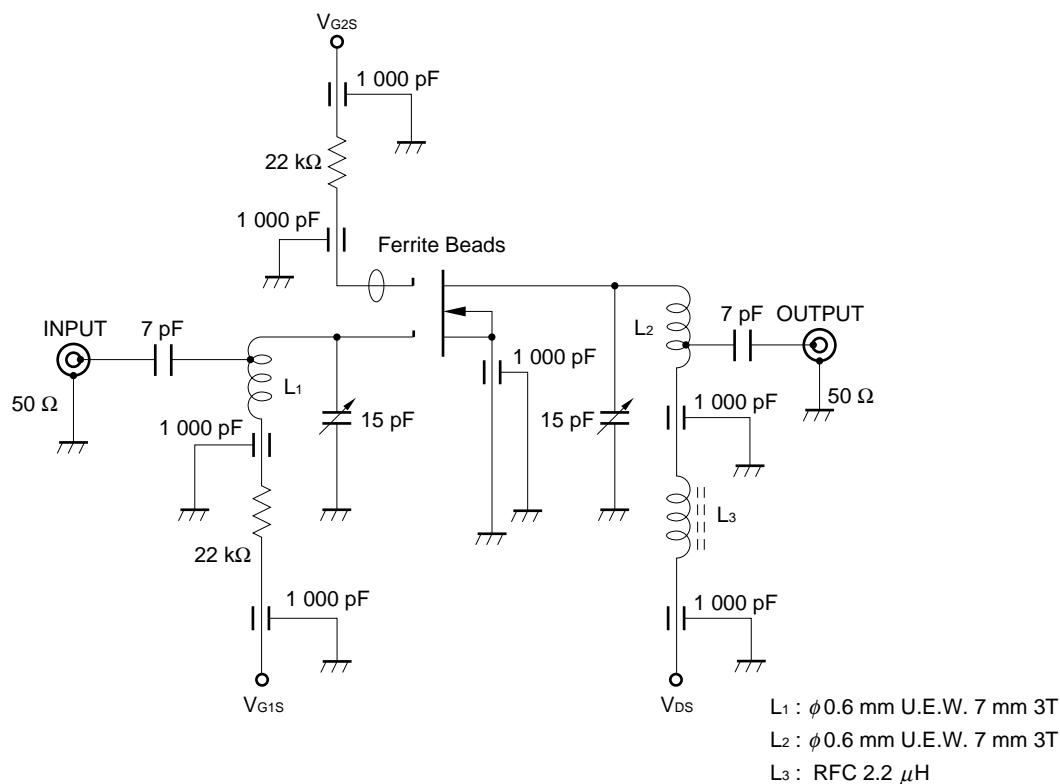 VG2S
1 000 pF
22 kΩ
1 000 pF
Ferrite Beads
INPUT
7 pF
L2
7 pF
OUTPUT
1 000 pF
L1
50 Ω
15 pF
15 pF
1 000 pF
50 Ω
1 000 pF
L3
22 kΩ
1 000 pF
1 000 pF
VG1S
VDS
L1 : ϕ0.6 mm U.E.W. 7 mm 3T
L2 : ϕ0.6 mm U.E.W. 7 mm 3T
L3 : RFC 2.2 μH